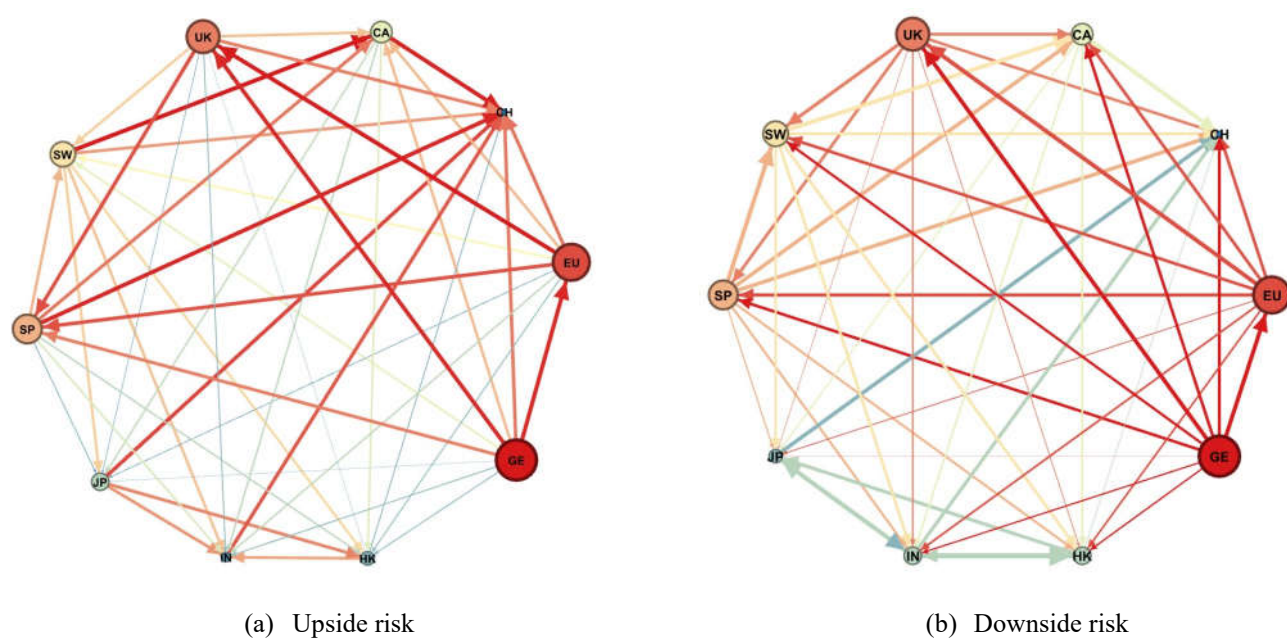 UK
CA
CH
SW
EU
SP
GE
JP
IN
HK
UK
CA
CH
SW
SP
EU
JP
GE
IN
HK
(a) Upside risk
(b) Downside risk